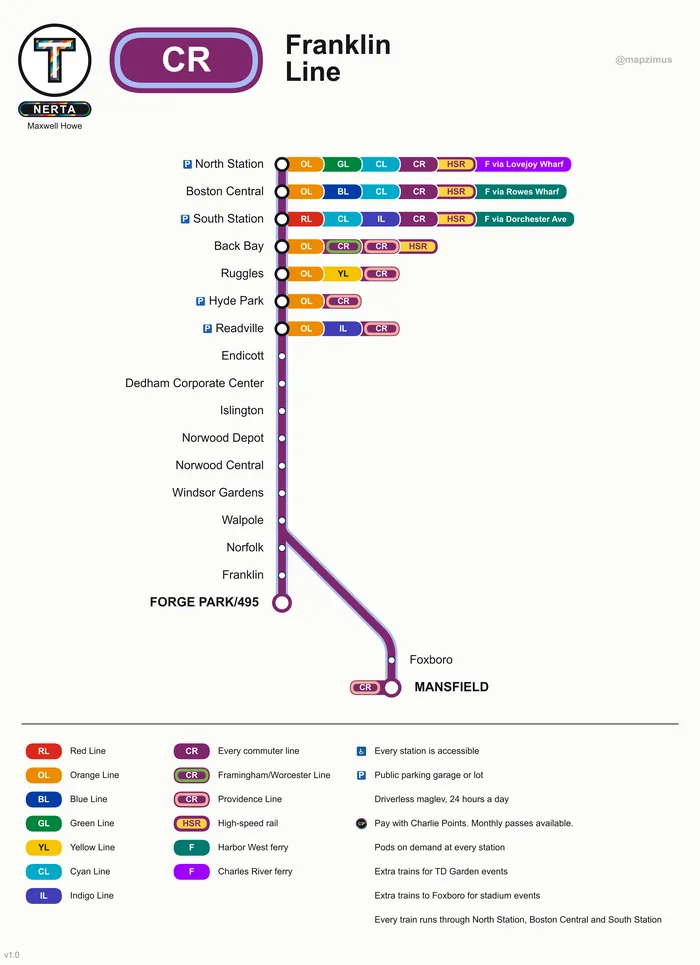 T
NERTA
Maxwell Howe
CR
Franklin
Line
@mapzimus
P North Station OL GL CL CR HSR F via Lovejoy Wharf
Boston Central OL BL CL CR HSR F via Rowes Wharf
P South Station RL CL IL CR HSR F via Dorchester Ave
Back Bay OL CR CR HSR
Ruggles OL YL CR
P Hyde Park OL CR
P Readville OL IL CR
Endicott
Dedham Corporate Center
Islington
Norwood Depot
Norwood Central
Windsor Gardens
Walpole
Norfolk
Franklin
FORGE PARK/495
Foxboro
CR MANSFIELD
RL Red Line
OL Orange Line
BL Blue Line
GL Green Line
YL Yellow Line
CL Cyan Line
IL Indigo Line
CR Every commuter line
CR Framingham/Worcester Line
CR Providence Line
HSR High-speed rail
F Harbor West ferry
F Charles River ferry
Every station is accessible
P Public parking garage or lot
Driverless maglev, 24 hours a day
CP Pay with Charlie Points. Monthly passes available.
Pods on demand at every station
Extra trains for TD Garden events
Extra trains to Foxboro for stadium events
Every train runs through North Station, Boston Central and South Station
v1.0